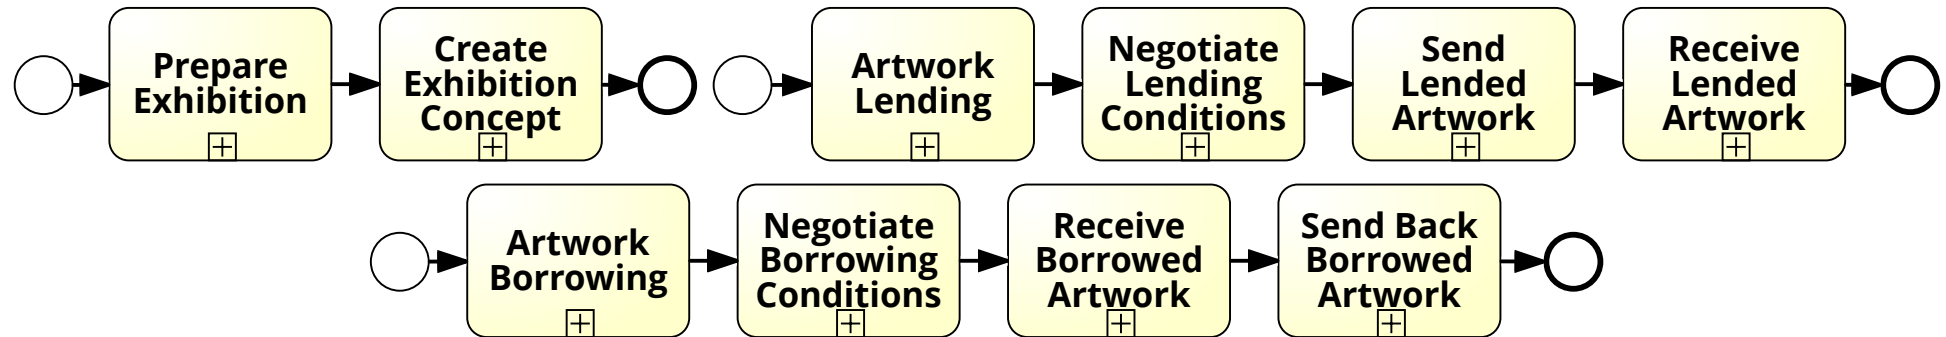 Prepare
Exhibition
Create
Exhibition
Concept
Artwork
Lending
Negotiate
Lending
Conditions
Send
Lended
Artwork
Receive
Lended
Artwork
Artwork
Borrowing
Negotiate
Borrowing
Conditions
Receive
Borrowed
Artwork
Send Back
Borrowed
Artwork